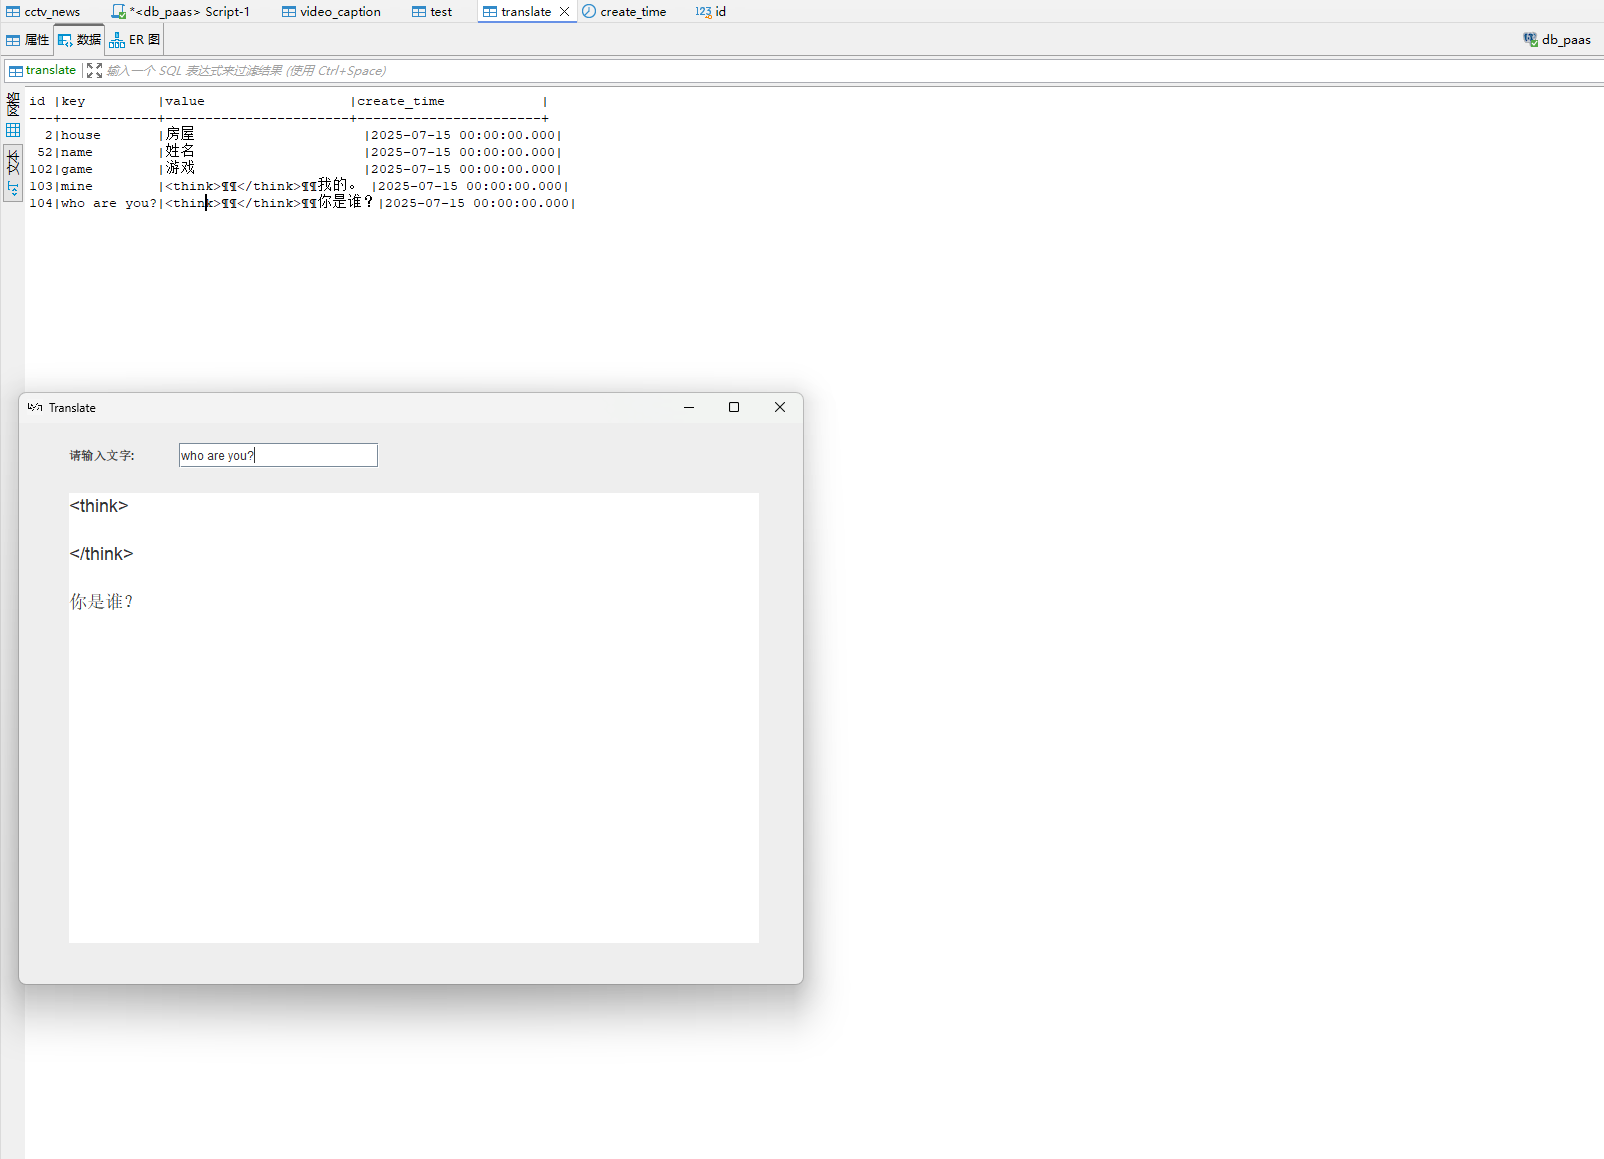 cctv_news *<db_paas> Script-1 video_caption test translate create_time 123 id
属性 数据 ER 图 db_paas
translate 输入一个 SQL 表达式来过滤结果 (使用 Ctrl+Space)
网格
文本
id |key         |value                  |create_time            |
---+------------+-----------------------+-----------------------+
  2|house       |房屋                     |2025-07-15 00:00:00.000|
 52|name        |姓名                     |2025-07-15 00:00:00.000|
102|game        |游戏                     |2025-07-15 00:00:00.000|
103|mine        |<think>¶¶</think>¶¶我的。 |2025-07-15 00:00:00.000|
104|who are you?|<think>¶¶</think>¶¶你是谁？|2025-07-15 00:00:00.000|
Translate
请输入文字: who are you?
<think>
</think>
你是谁？